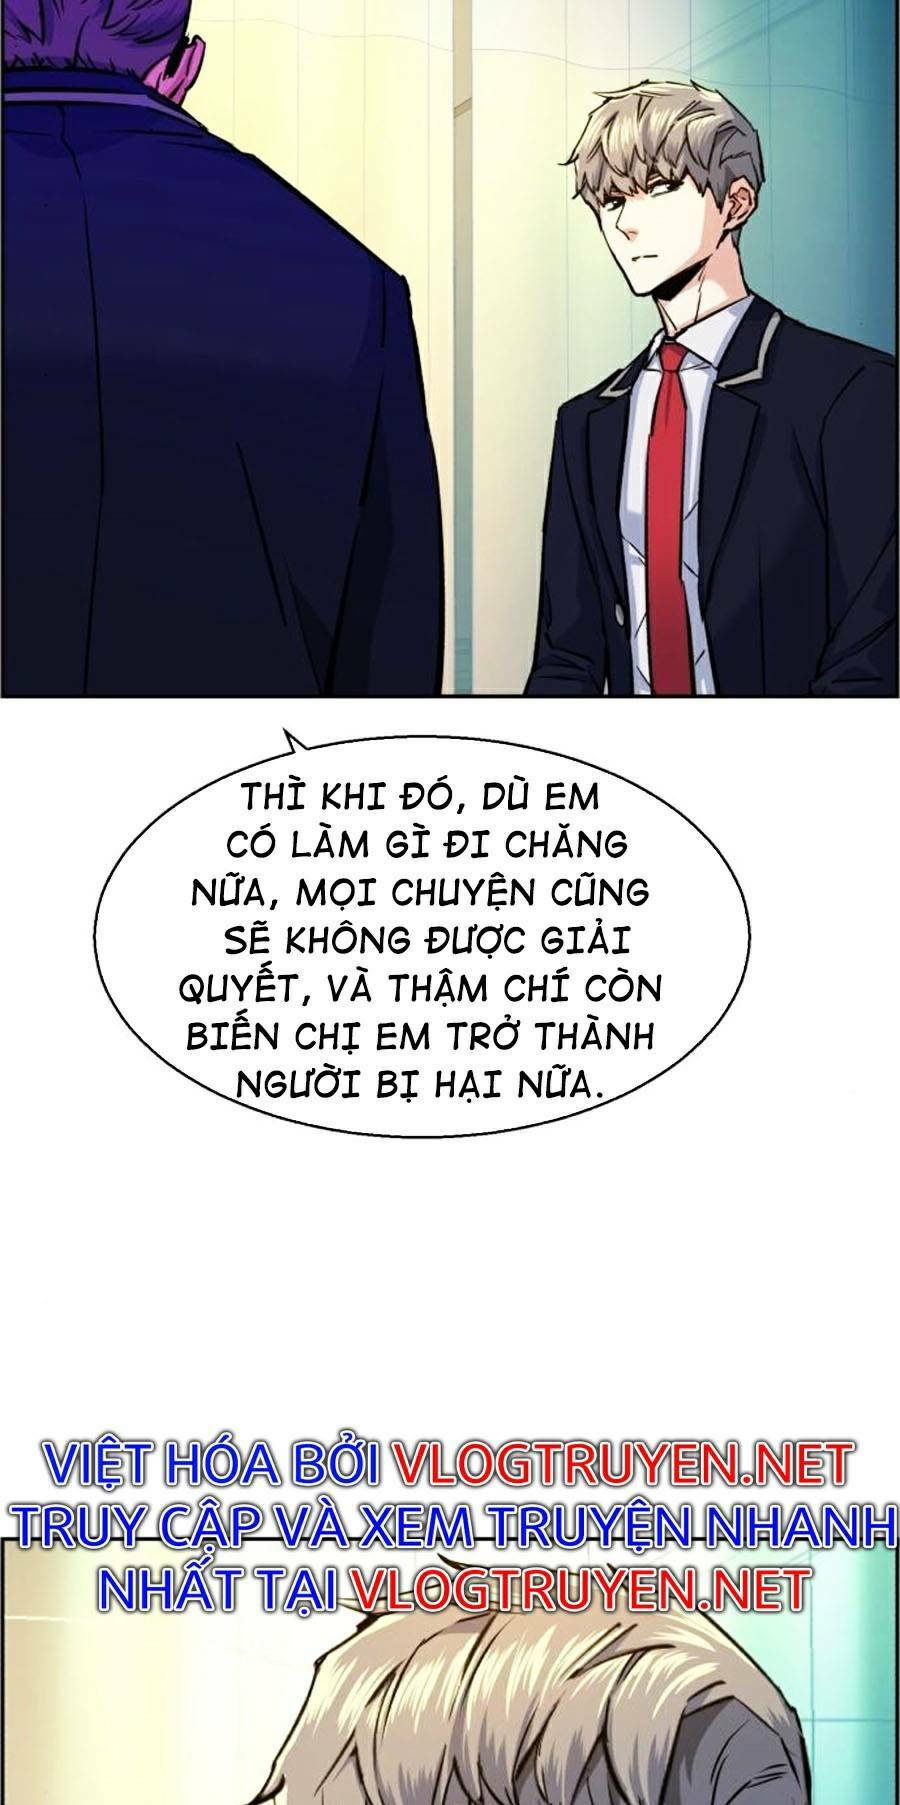 THÌ KHI ĐÓ, DÙ EM
CÓ LÀM GÌ ĐI CHĂNG
NỮA, MỌI CHUYỆN CŨNG
SẼ KHÔNG ĐƯỢC GIẢI
QUYẾT, VÀ THẬM CHÍ CÒN
BIẾN CHỊ EM TRỞ THÀNH
NGƯỜI BỊ HẠI NỮA.
VIỆT HÓA BỞI VLOGTRUYEN.NET
TRUY CẬP VÀ XEM TRUYỆN NHANH
NHẤT TẠI VLOGTRUYEN.NET